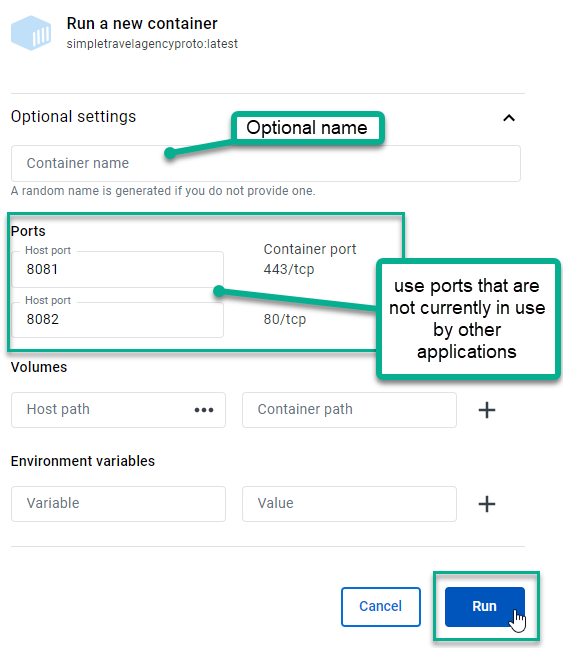 Run a new container
simpletravelagencyproto:latest
Optional settings
Optional name
Container name
A random name is generated if you do not provide one.
Ports
Host port
Container port
8081
443/tcp
Host port
8082
80/tcp
use ports that are
not currently in use
by other
applications
Volumes
Host path
Container path
Environment variables
Variable
Value
Cancel
Run